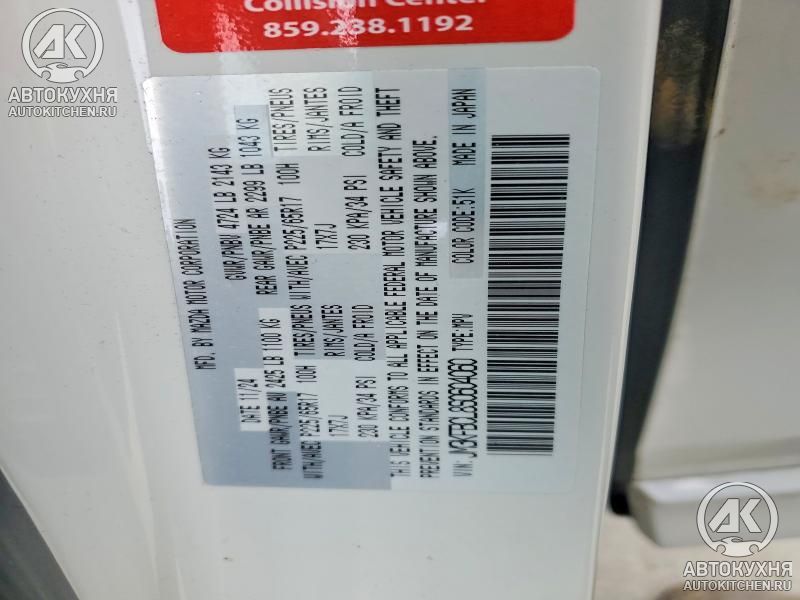 Collision Center
859.238.1192
MFD. BY MAZDA MOTOR CORPORATION
DATE 11/24
GVWR/PNBV 4724 LB 2143 KG
FRONT GAWR/PNBE AV 2425 LB 1100 KG
REAR GAWR/PNBE AR 2299 LB 1043 KG
TIRES/PNEUS
TIRES/PNEUS
WITH/AVEC P225/65R17 100H
WITH/AVEC P225/65R17 100H
RIMS/JANTES
RIMS/JANTES
17X7J
17X7J
COLD/A FROID
COLD/A FROID
230 KPA/34 PSI
230 KPA/34 PSI
THIS VEHICLE CONFORMS TO ALL APPLICABLE FEDERAL MOTOR VEHICLE SAFETY AND THEFT
PREVENTION STANDARDS IN EFFECT ON THE DATE OF MANUFACTURE SHOWN ABOVE.
VIN: TYPE:MPV COLOR CODE:51K MADE IN JAPAN
АК
АВТОКУХНЯ
AUTOKITCHEN.RU
АК
АВТОКУХНЯ
AUTOKITCHEN.RU